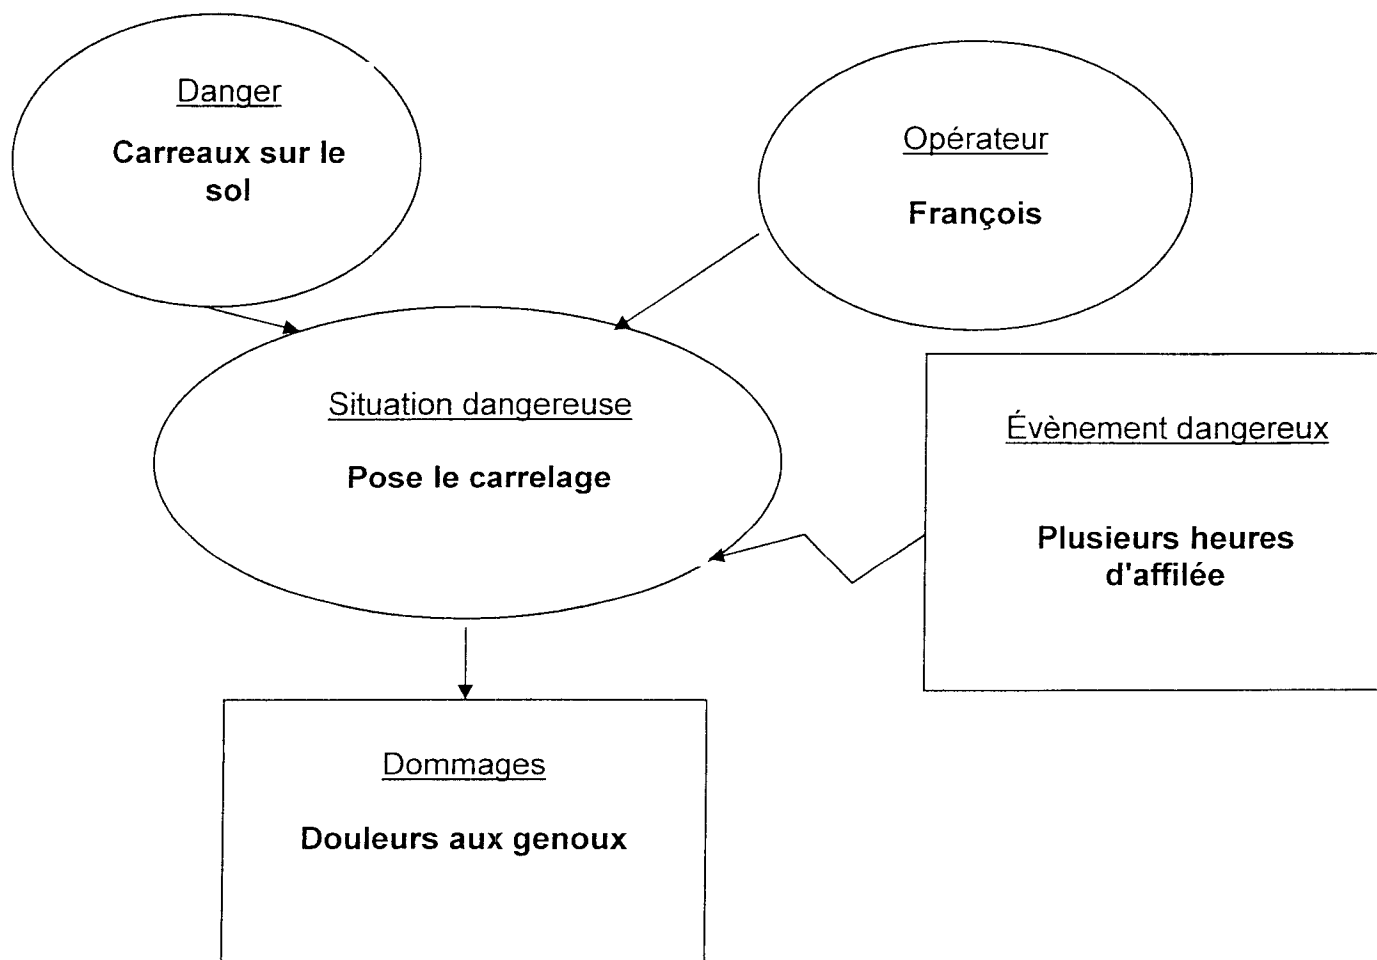 Danger
Carreaux sur le
sol
Opérateur
François
Situation dangereuse
Pose le carrelage
Évènement dangereux
Plusieurs heures
d'affilée
Dommages
Douleurs aux genoux